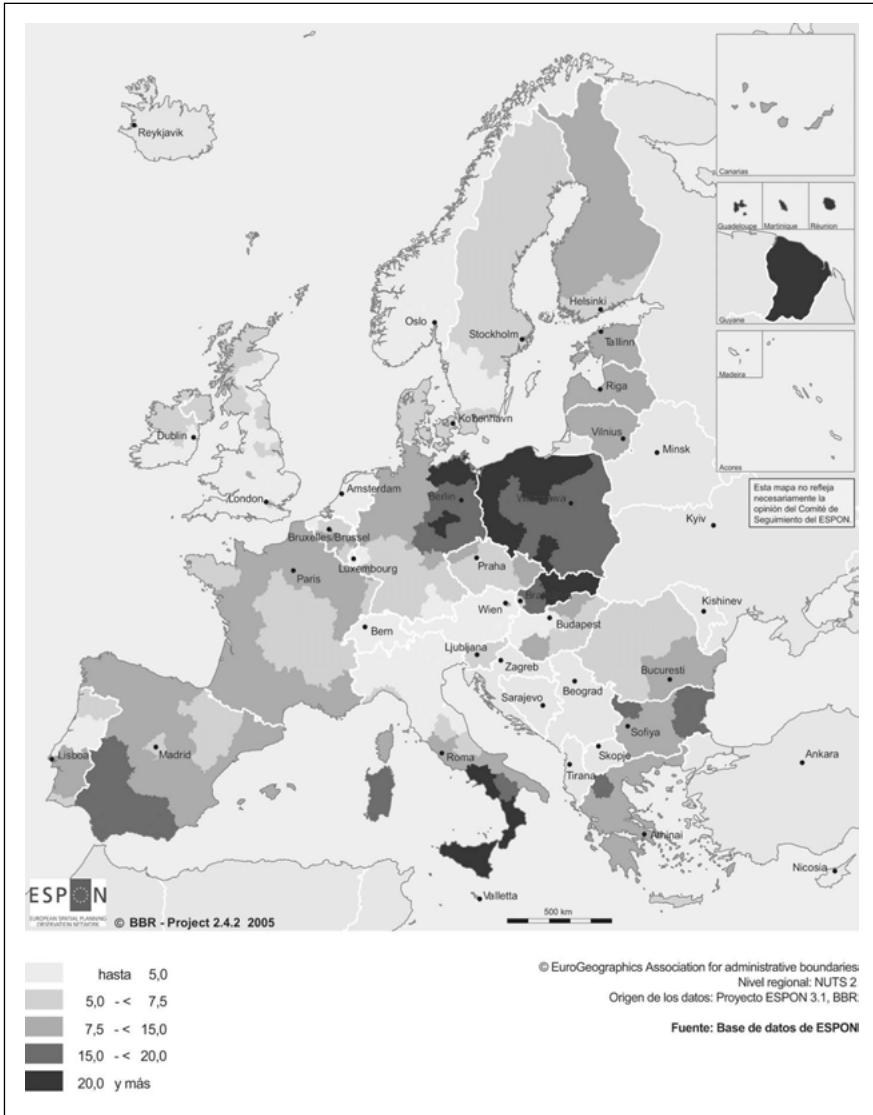 Canarias
Reykjavik
Guadeloupe Martinique Réunion
Guyane
Helsinki
Oslo
Stockholm
Tallinn
Madeira
Riga
København
Vilnius
Dublin
Minsk
Acores
Esta mapa no refleja
necesariamente la
opinión del Comité de
Seguimiento del ESPON.
Amsterdam
Berlin
London
Kyiv
Bruxelles/Brussel
Luxembourg
Praha
Paris
Wien
Kishinev
Budapest
Bern
Ljubljana
Zagreb
Bucuresti
Beograd
Sarajevo
Sofiya
Madrid
Lisboa
Roma
Skopje
Tirana
Ankara
Athinai
Nicosia
Valletta
ESPON
EUROPEAN SPATIAL PLANNING
OBSERVATION NETWORK
© BBR - Project 2.4.2 2005
500 km
hasta 5,0
5,0 - < 7,5
7,5 - < 15,0
15,0 - < 20,0
20,0 y más
© EuroGeographics Association for administrative boundaries
Nivel regional: NUTS 2
Origen de los datos: Proyecto ESPON 3.1, BBR
Fuente: Base de datos de ESPON